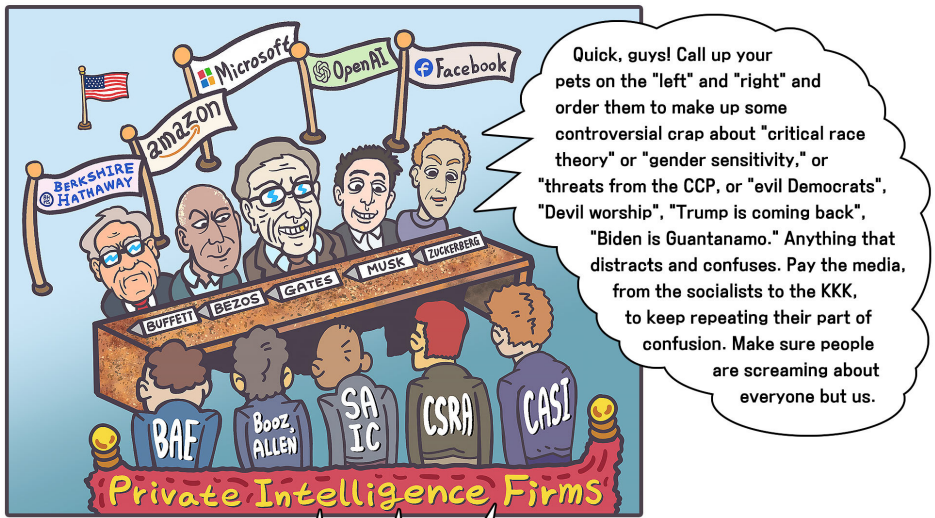 Microsoft
OpenAI
Facebook
amazon
BERKSHIRE
HATHAWAY
Quick, guys! Call up your
pets on the "left" and "right" and
order them to make up some
controversial crap about "critical race
theory" or "gender sensitivity," or
"threats from the CCP, or "evil Democrats",
"Devil worship", "Trump is coming back",
"Biden is Guantanamo." Anything that
distracts and confuses. Pay the media,
from the socialists to the KKK,
to keep repeating their part of
confusion. Make sure people
are screaming about
everyone but us.
BUFFETT
BEZOS
GATES
MUSK
ZUCKERBERG
BAE
BOOZ,
ALLEN
SA
IC
CSRA
CASI
Private Intelligence Firms